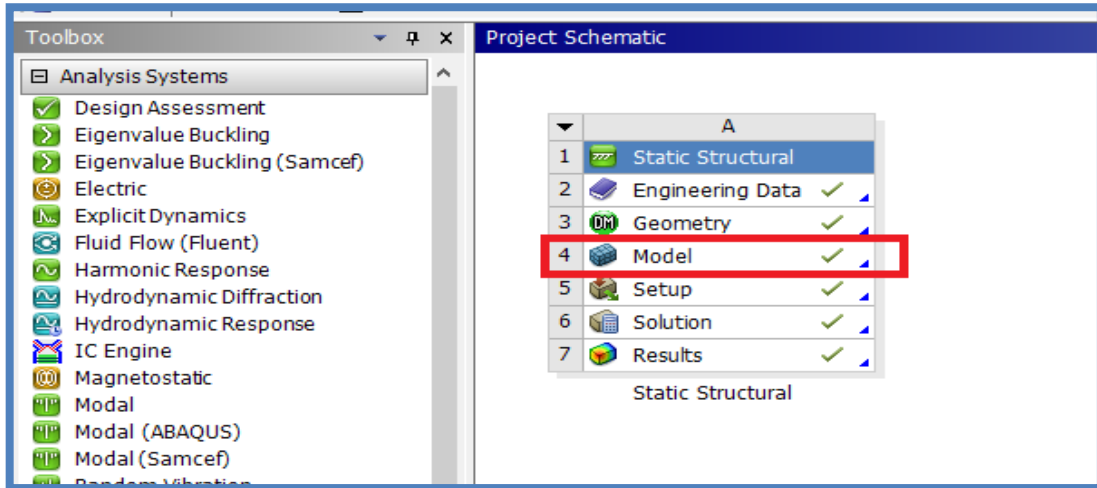 Toolbox
Analysis Systems
Design Assessment
Eigenvalue Buckling
Eigenvalue Buckling (Samcef)
Electric
Explicit Dynamics
Fluid Flow (Fluent)
Harmonic Response
Hydrodynamic Diffraction
Hydrodynamic Response
IC Engine
Magnetostatic
Modal
Modal (ABAQUS)
Modal (Samcef)
Random Vibration
Project Schematic
A
1 Static Structural
2 Engineering Data
3 DM Geometry
4 Model
5 Setup
6 Solution
7 Results
Static Structural